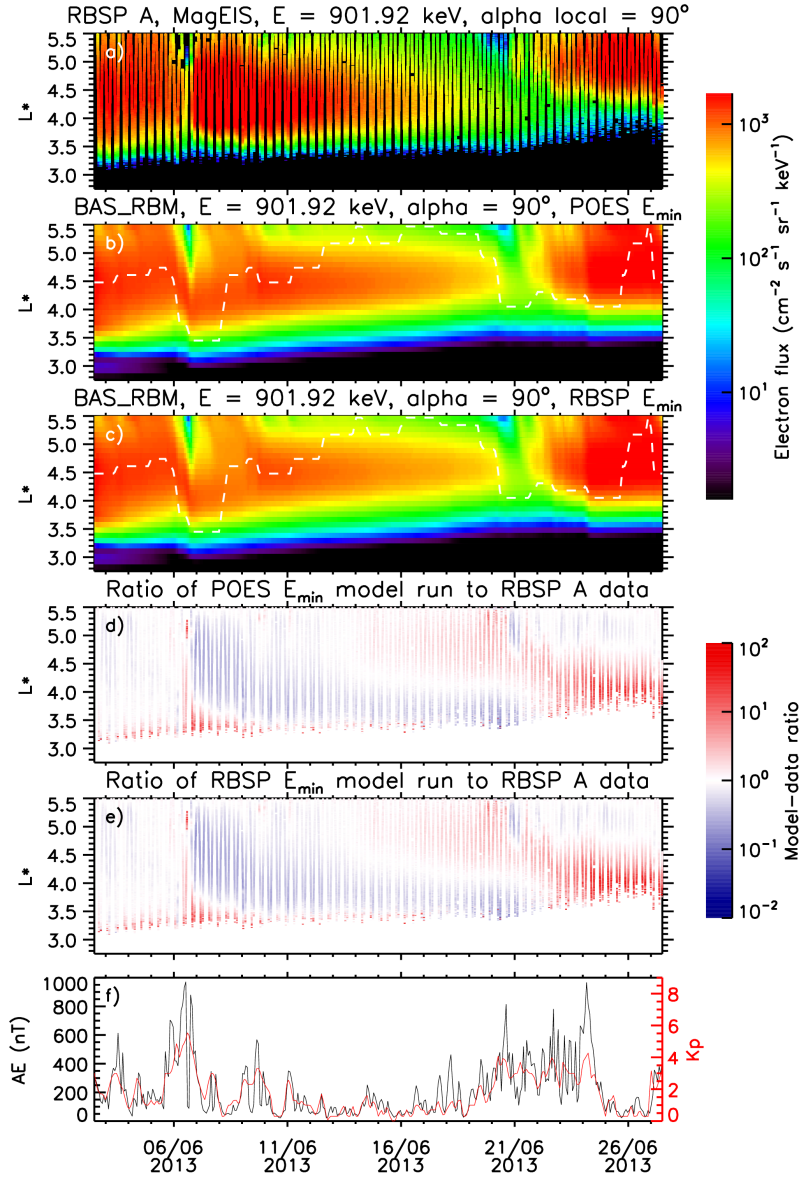 RBSP A, MagEIS, E = 901.92 keV, alpha local = 90°
a)
5.5
5.0
4.5
4.0
3.5
3.0
L*
BAS_RBM, E = 901.92 keV, alpha = 90°, POES E_min
b)
5.5
5.0
4.5
4.0
3.5
3.0
L*
10³
10²
10¹
Electron flux (cm⁻² s⁻¹ sr⁻¹ keV⁻¹)
BAS_RBM, E = 901.92 keV, alpha = 90°, RBSP E_min
c)
5.5
5.0
4.5
4.0
3.5
3.0
L*
Ratio of POES E_min model run to RBSP A data
d)
5.5
5.0
4.5
4.0
3.5
3.0
L*
Ratio of RBSP E_min model run to RBSP A data
e)
5.5
5.0
4.5
4.0
3.5
3.0
L*
10²
10¹
10⁰
10⁻¹
10⁻²
Model-data ratio
f)
1000
800
600
400
200
0
AE (nT)
8
6
4
2
0
Kp
06/06 11/06 16/06 21/06 26/06
2013 2013 2013 2013 2013